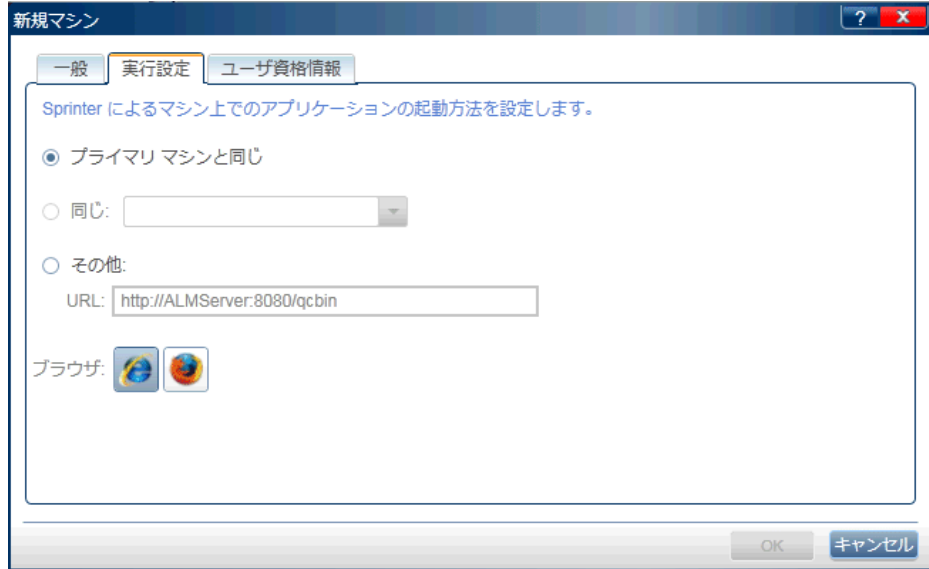 新規マシン
?
X
一般 実行設定 ユーザ資格情報
Sprinter によるマシン上でのアプリケーションの起動方法を設定します。
プライマリ マシンと同じ
同じ:
その他:
URL: http://ALMServer:8080/qcbin
ブラウザ:
OK キャンセル